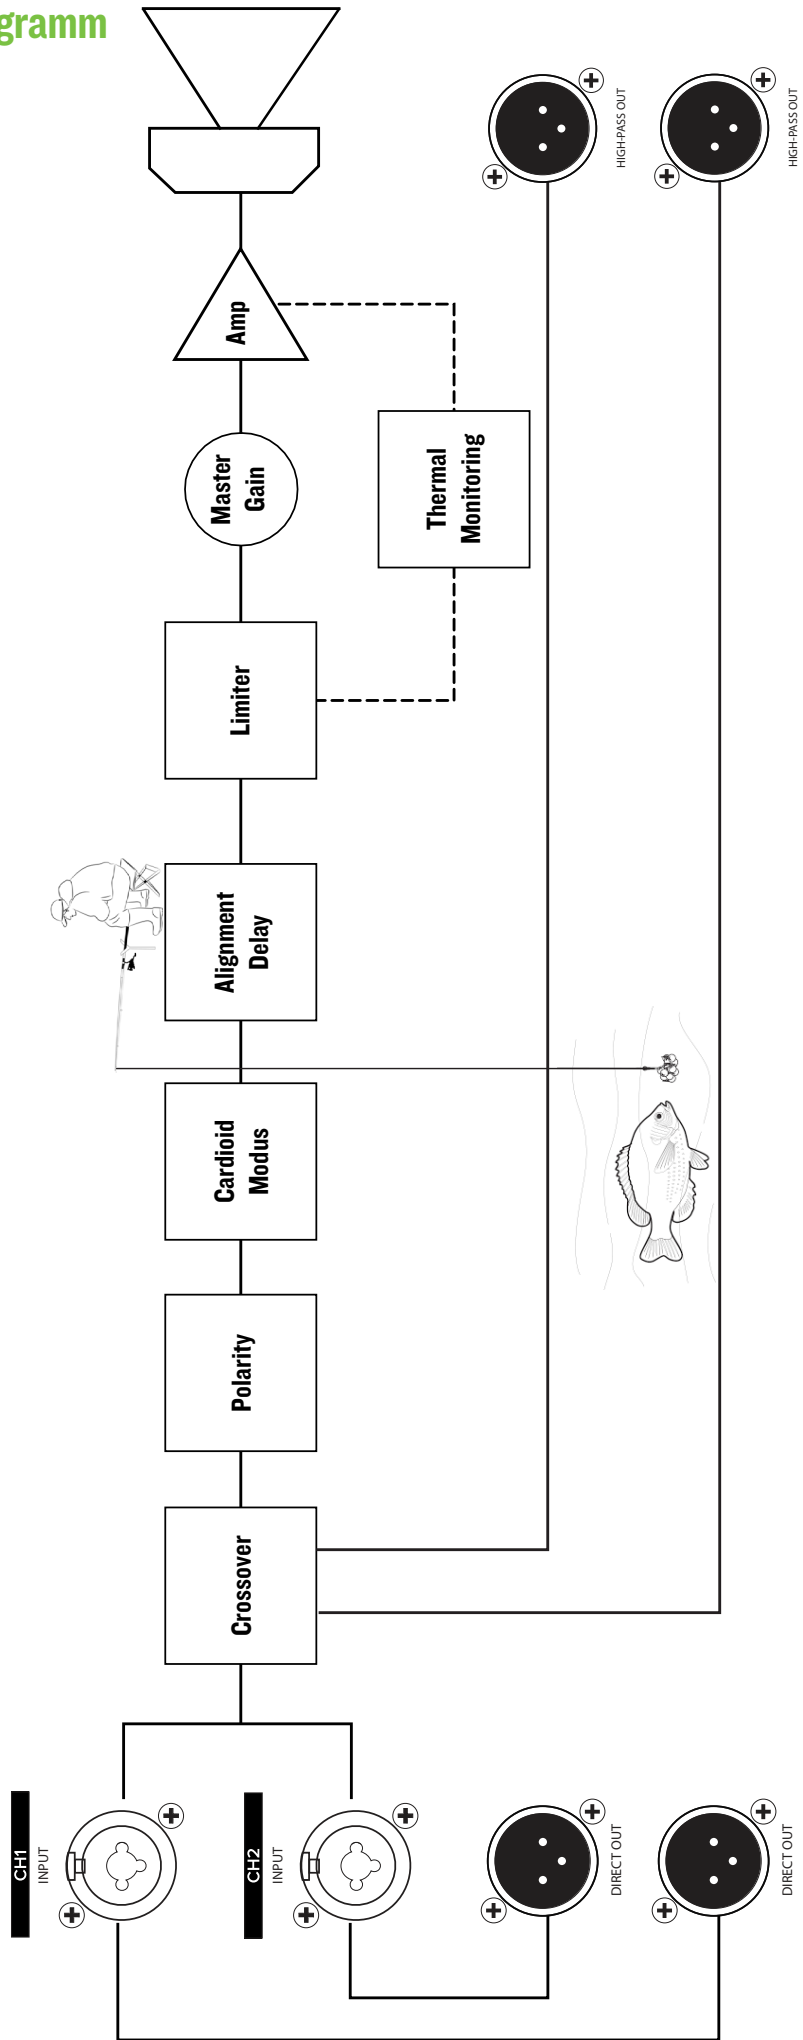 gramm
HIGH-PASS OUT
HIGH-PASS OUT
Amp
Master
Gain
Thermal
Monitoring
Limiter
Alignment
Delay
Cardioid
Modus
Polarity
Crossover
CH1
INPUT
CH2
INPUT
DIRECT OUT
DIRECT OUT